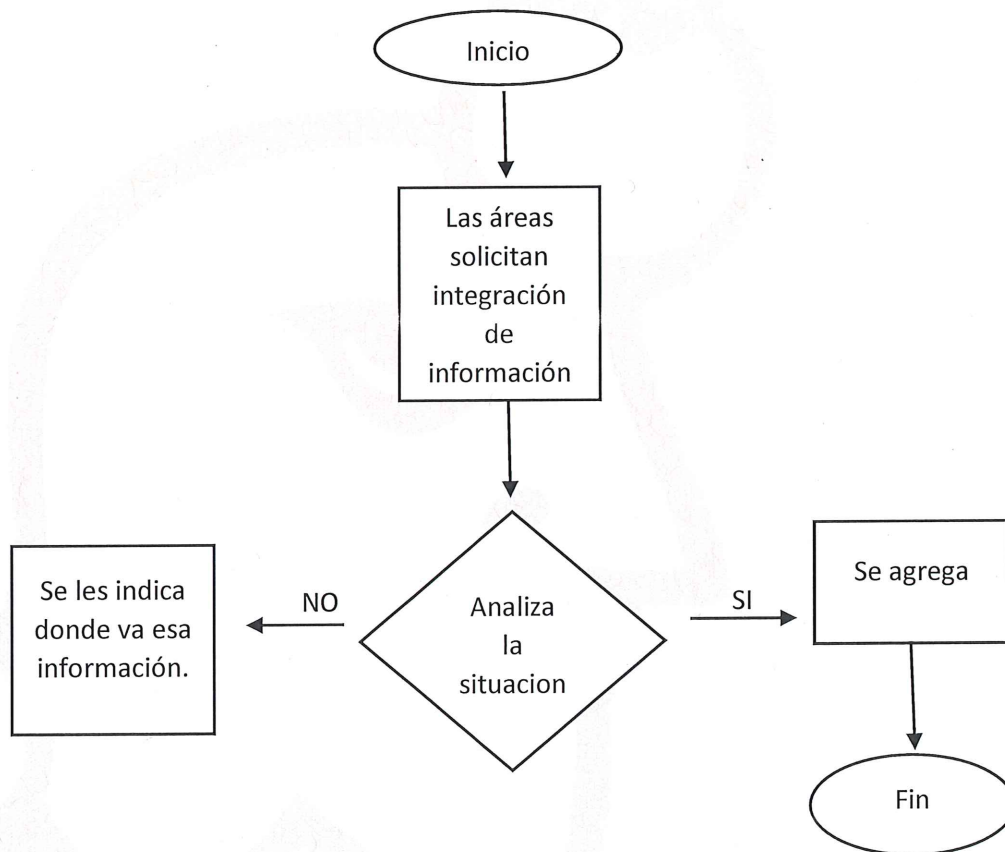 Inicio
Las áreas
solicitan
integración
de
información
Analiza
la
situacion
NO
Se les indica
donde va esa
información.
SI
Se agrega
Fin